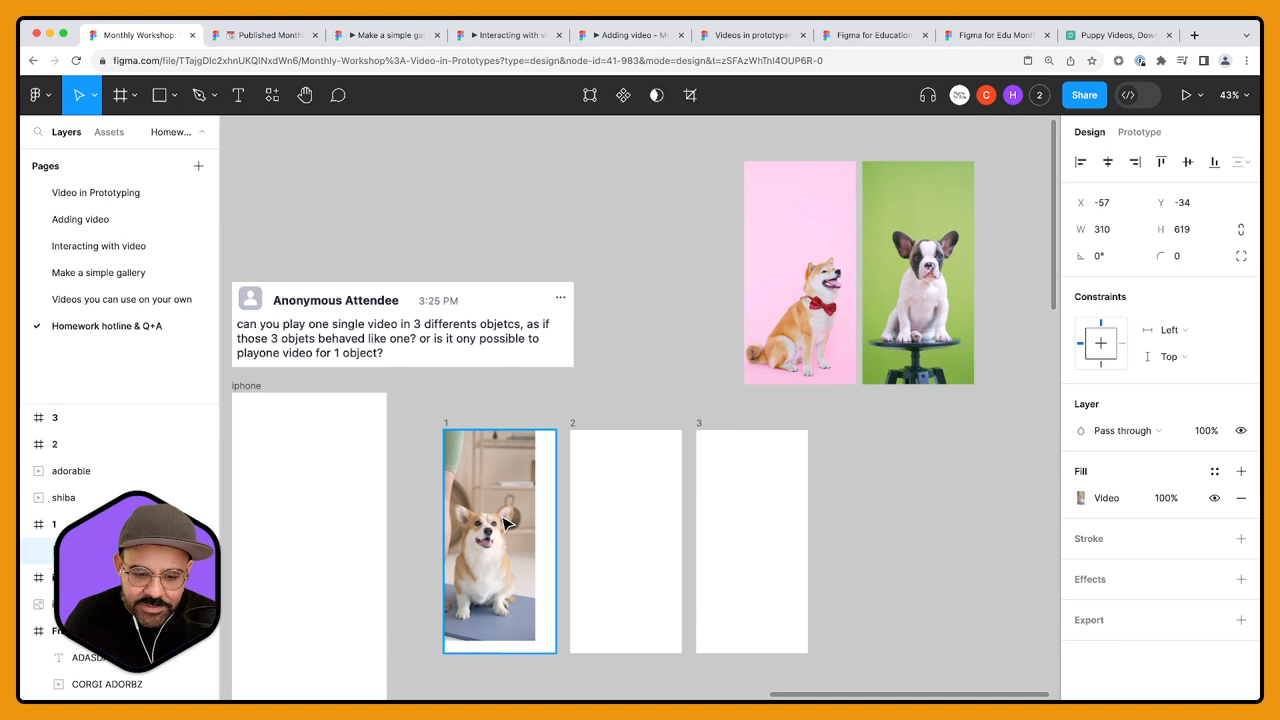 Monthly Workshop:
Published Month
Make a simple gal
Interacting with vi
Adding video - Mo
Videos in prototypes
Figma for Education
Figma for Edu Mont
Puppy Videos, Dow
figma.com/file/TTajgDlc2xhnUKQlNxdWn6/Monthly-Workshop%3A-Video-in-Prototypes?type=design&node-id=41-983&mode=design&t=zSFAzWhTnI4OUP6R-0
C
H
2
Share
43%
Layers
Assets
Homew...
Design
Prototype
Pages
Video in Prototyping
Adding video
Interacting with video
Make a simple gallery
Videos you can use on your own
Homework hotline & Q+A
3
2
adorable
shiba
1
ADASD
CORGI ADORBZ
Anonymous Attendee 3:25 PM
can you play one single video in 3 differents objetcs, as if
those 3 objets behaved like one? or is it ony possible to
playone video for 1 object?
iphone
1
2
3
X -57 Y -34
W 310 H 619
0° 0
Constraints
Left
Top
Layer
Pass through 100%
Fill
Video 100%
Stroke
Effects
Export